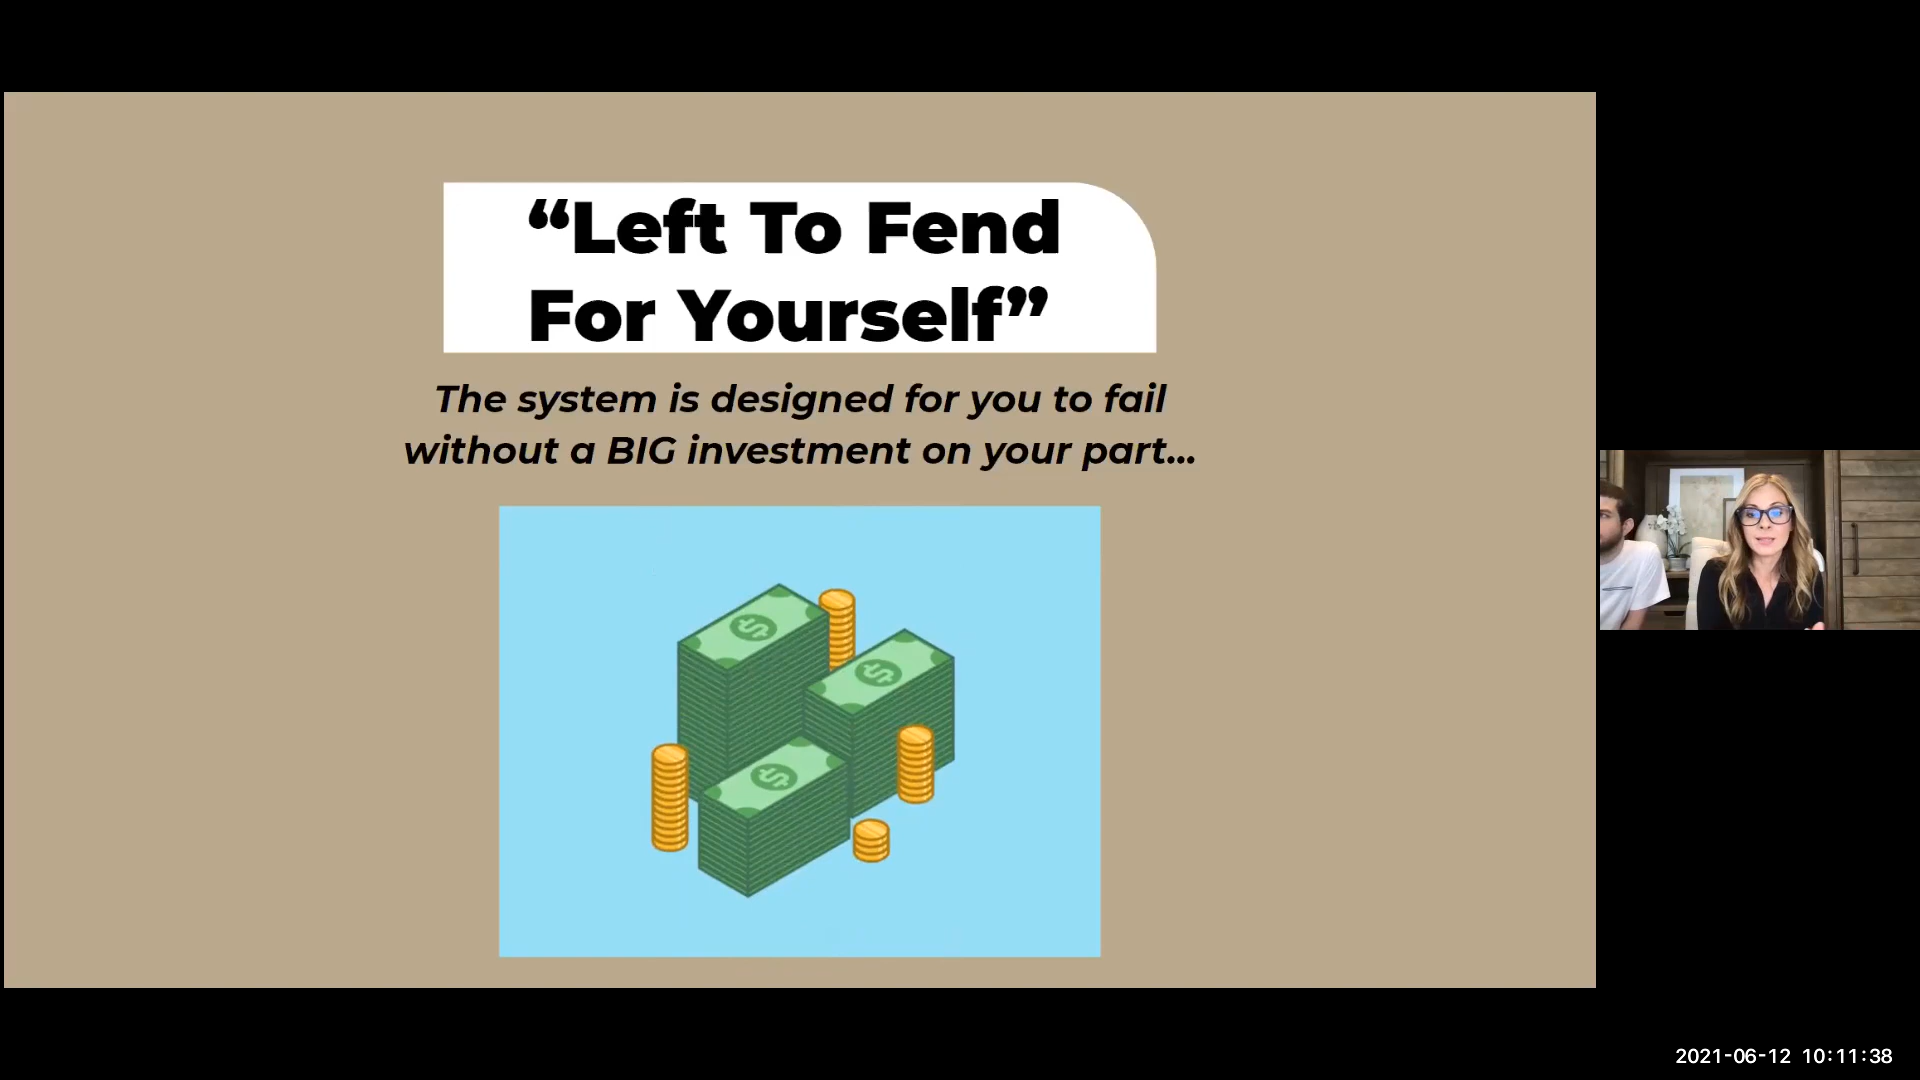 “Left To Fend
For Yourself”
The system is designed for you to fail
without a BIG investment on your part...
2021-06-12 10:11:38